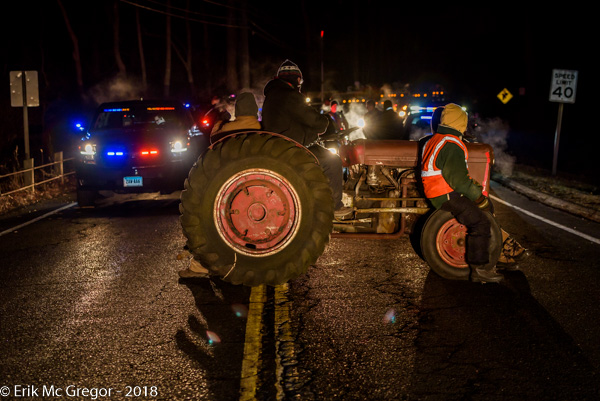 SPEED
LIMIT
40
© Erik Mc Gregor - 2018